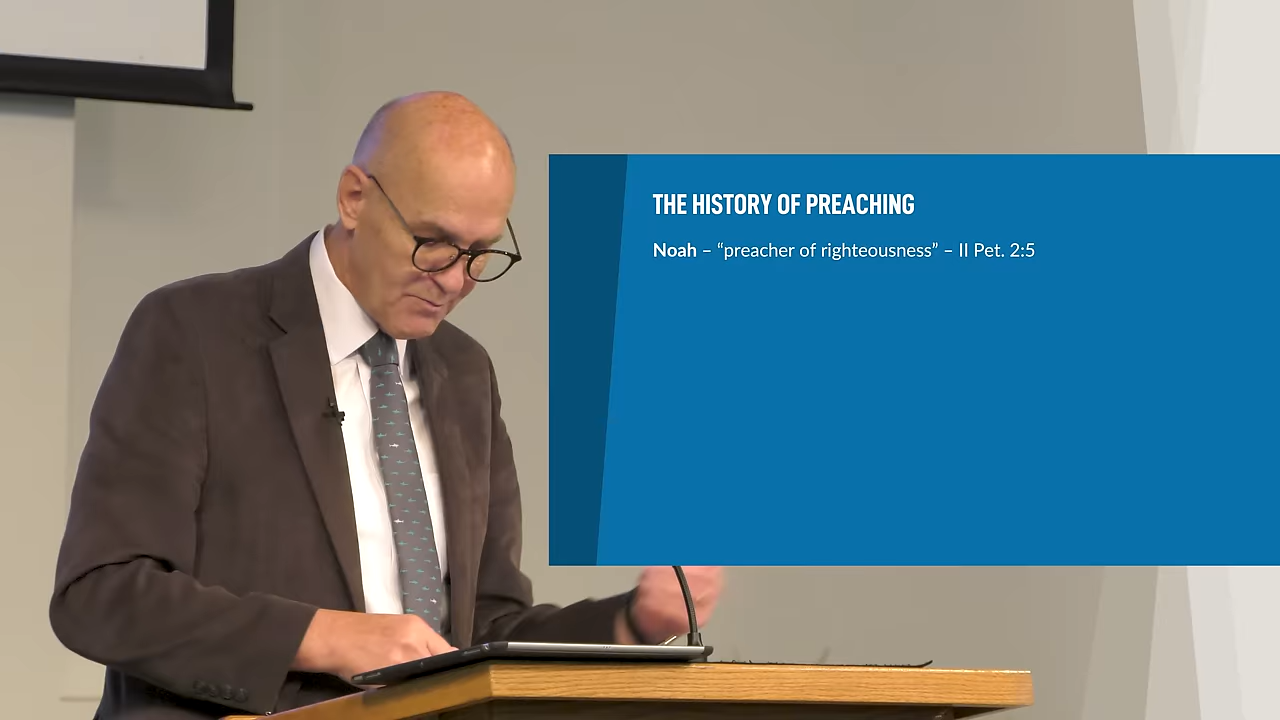 THE HISTORY OF PREACHING
Noah – “preacher of righteousness” – II Pet. 2:5